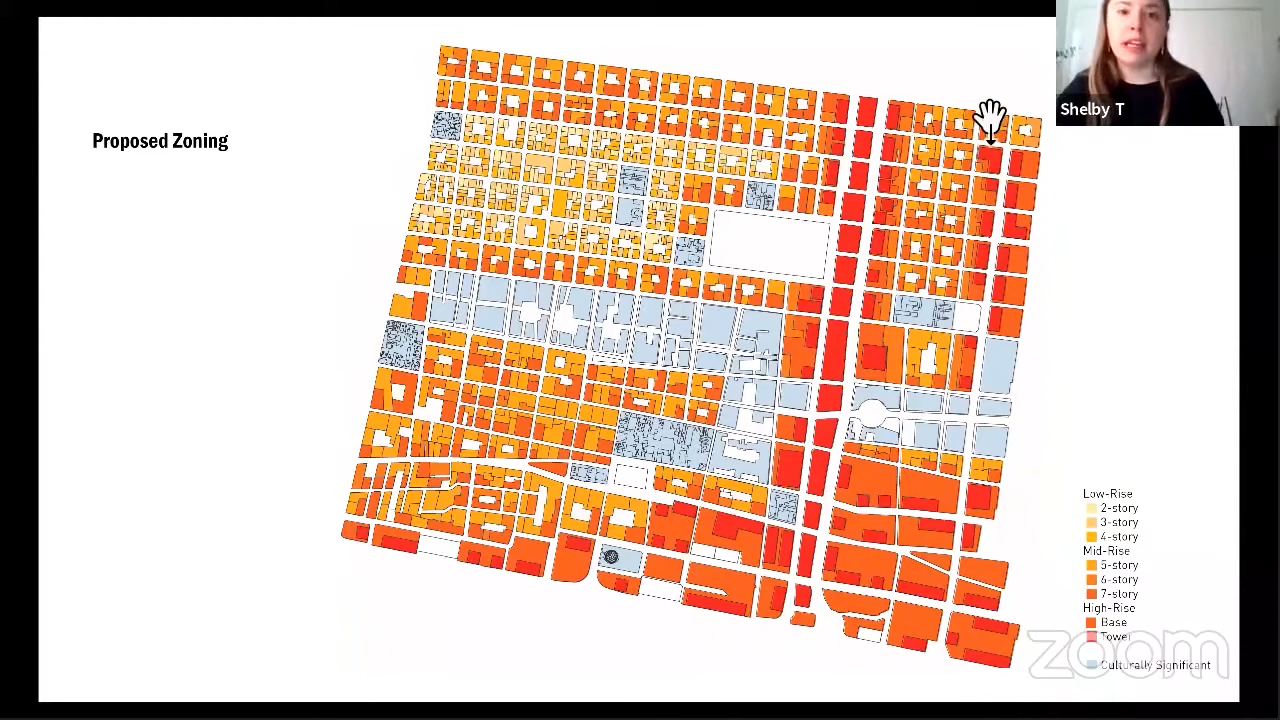 Shelby T
Proposed Zoning
Low-Rise
2-story
3-story
4-story
Mid-Rise
5-story
6-story
7-story
High-Rise
Base
Tower
Culturally Significant
zoom